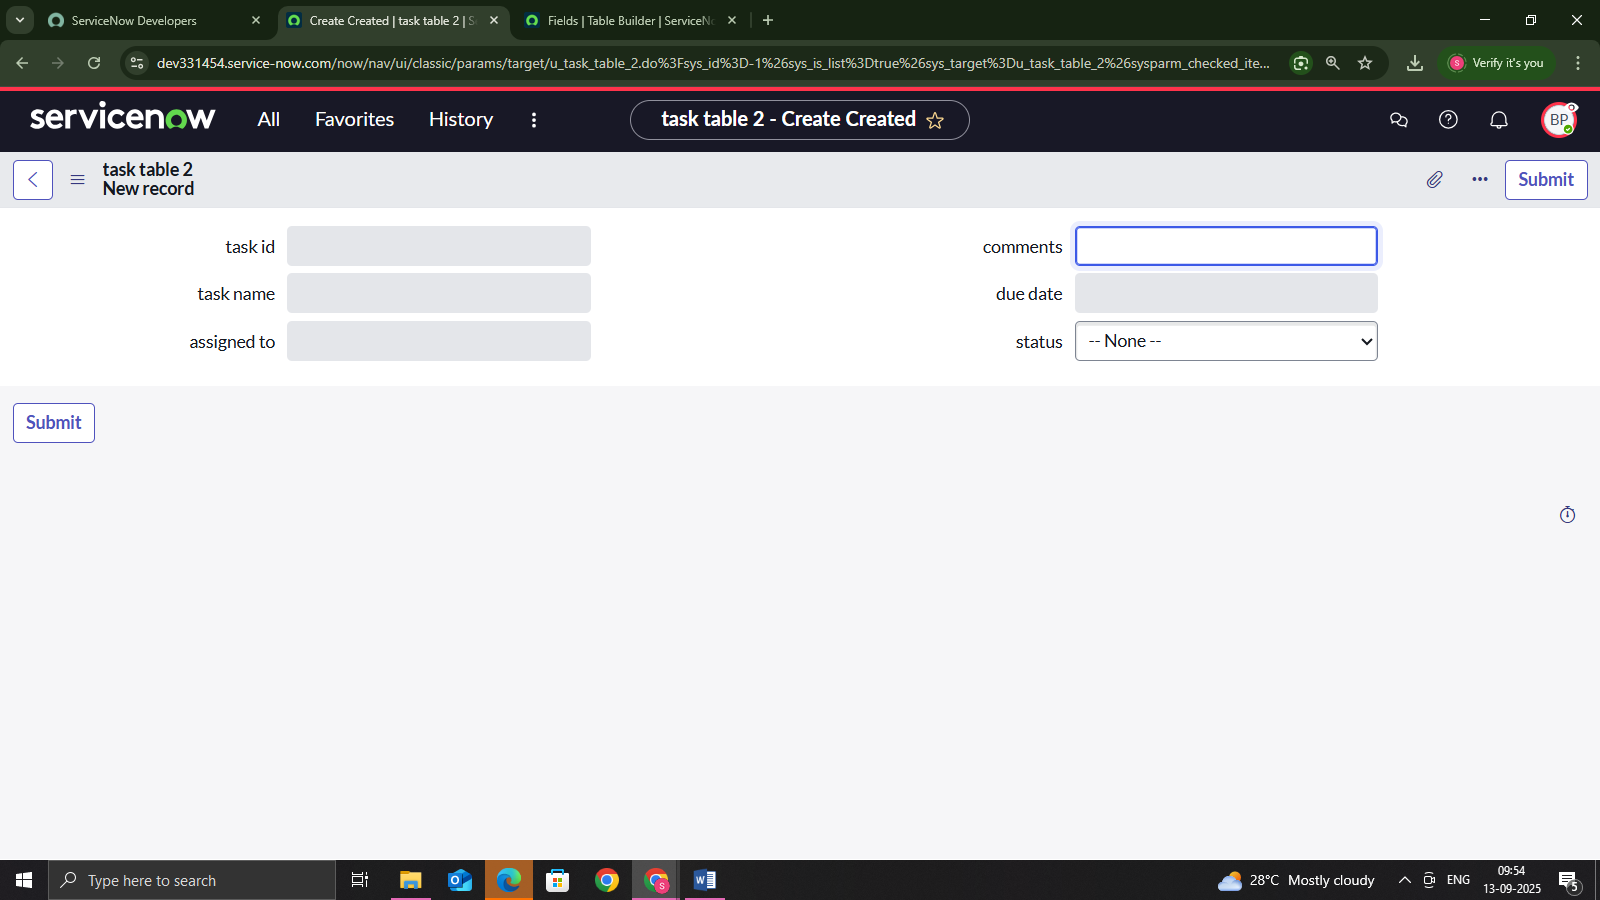 ServiceNow Developers
Create Created | task table 2 | S
Fields | Table Builder | ServiceN
dev331454.service-now.com/now/nav/ui/classic/params/target/u_task_table_2.do%3Fsys_id%3D-1%26sys_is_list%3Dtrue%26sys_target%3Du_task_table_2%26sysparm_checked_ite...
S
Verify it's you
servicenow
All
Favorites
History
task table 2 - Create Created
BP
task table 2
New record
Submit
task id
comments
task name
due date
assigned to
status
-- None --
Submit
Type here to search
S
28°C Mostly cloudy
ENG
09:54
13-09-2025
5